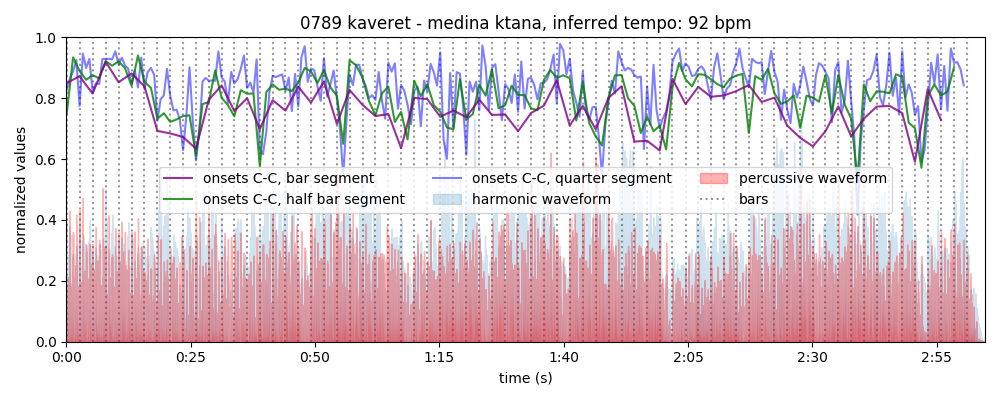 0789 kaveret - medina ktana, inferred tempo: 92 bpm
normalized values
1.0
0.8
0.6
0.4
0.2
0.0
onsets C-C, bar segment
onsets C-C, half bar segment
onsets C-C, quarter segment
harmonic waveform
percussive waveform
bars
0:00 0:25 0:50 1:15 1:40 2:05 2:30 2:55
time (s)